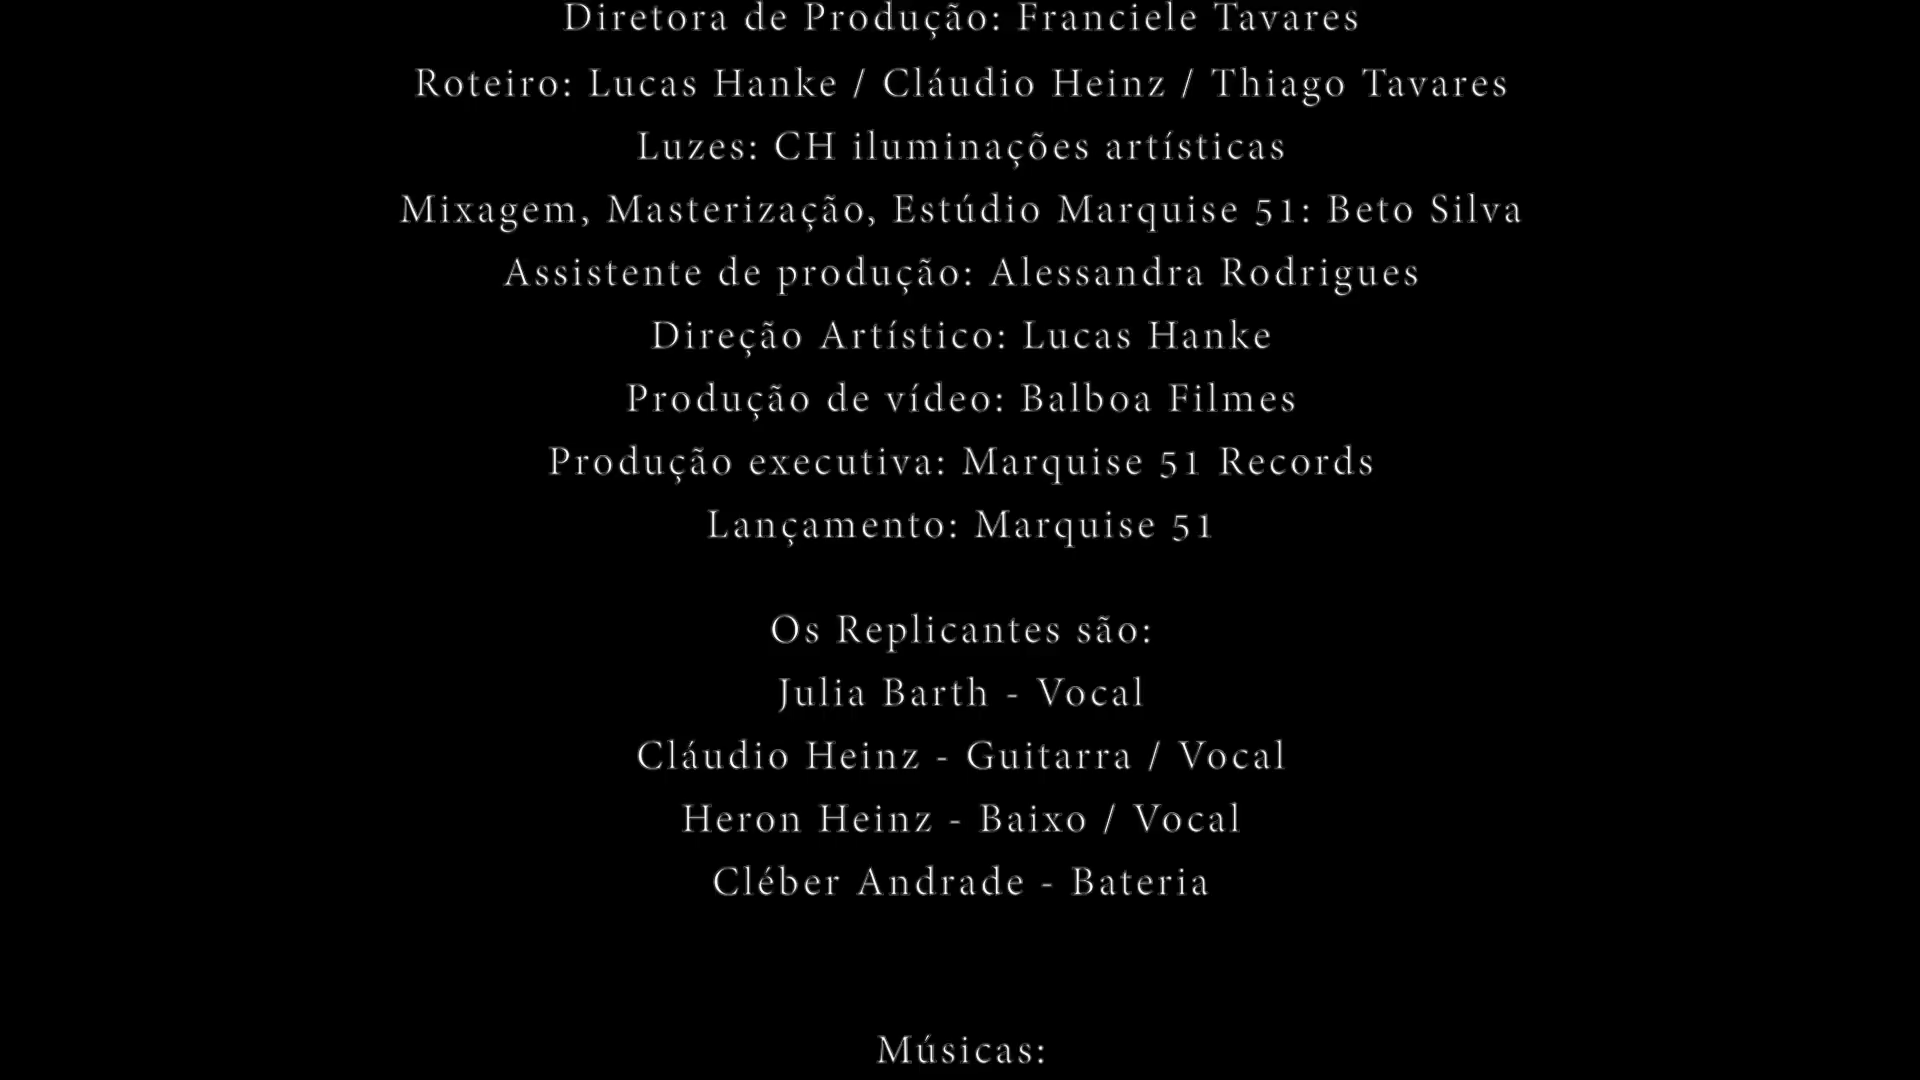 Diretora de Produção: Franciele Tavares
Roteiro: Lucas Hanke / Cláudio Heinz / Thiago Tavares
Luzes: CH iluminações artísticas
Mixagem, Masterização, Estúdio Marquise 51: Beto Silva
Assistente de produção: Alessandra Rodrigues
Direção Artístico: Lucas Hanke
Produção de vídeo: Balboa Filmes
Produção executiva: Marquise 51 Records
Lançamento: Marquise 51
Os Replicantes são:
Julia Barth - Vocal
Cláudio Heinz - Guitarra / Vocal
Heron Heinz - Baixo / Vocal
Cléber Andrade - Bateria
Músicas: